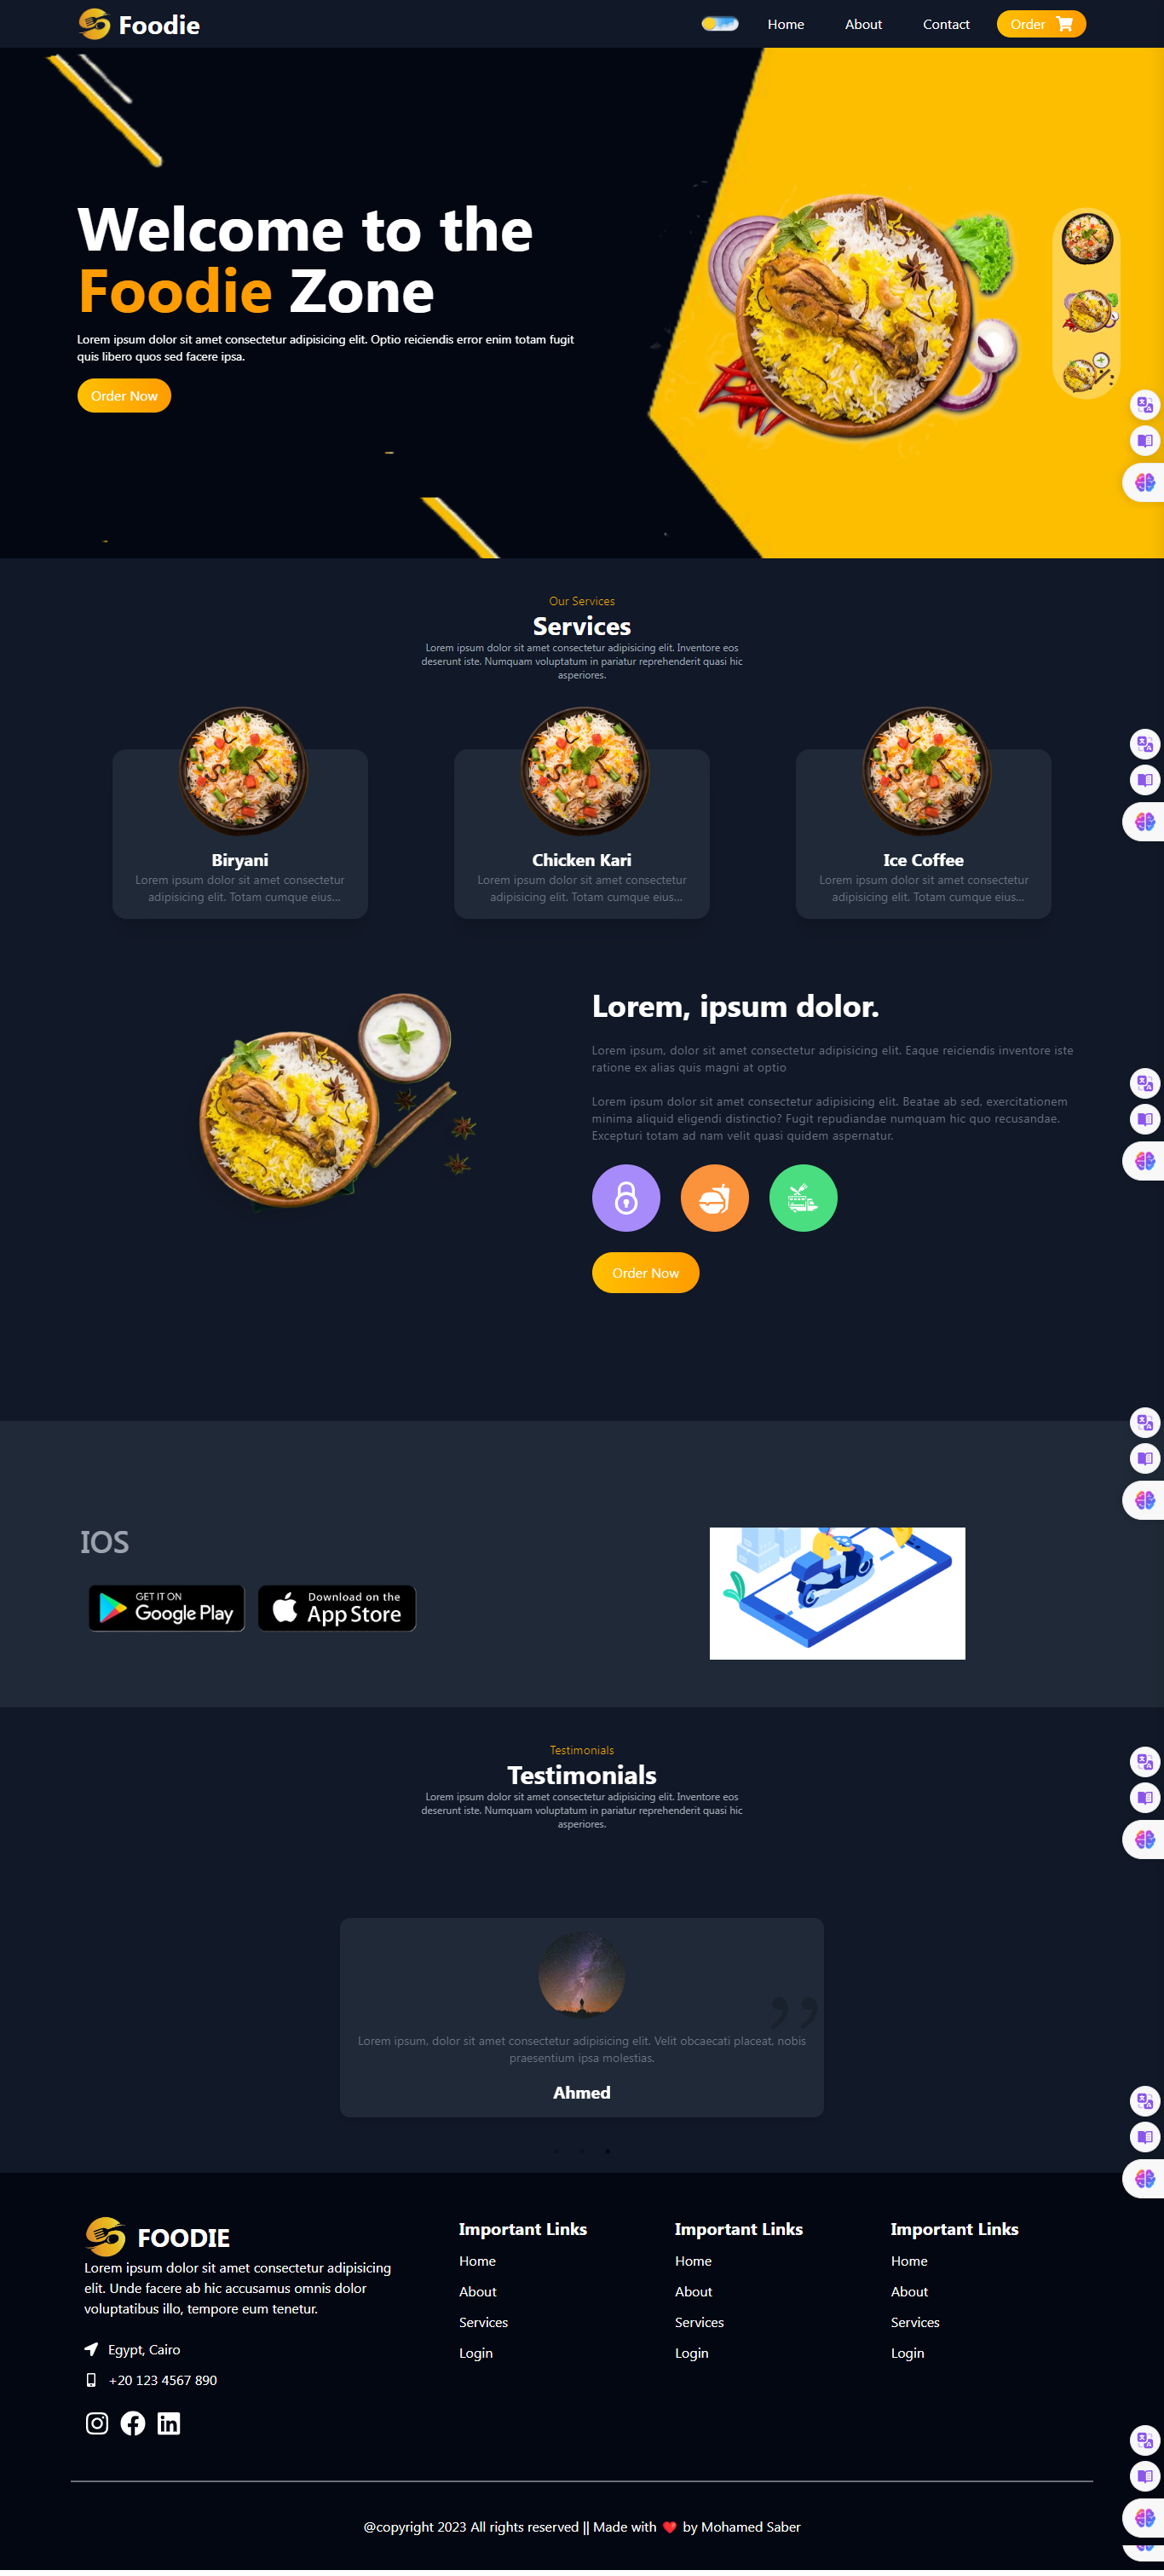 Foodie
Home
About
Contact
Order
Welcome to the
Foodie Zone
Lorem ipsum dolor sit amet consectetur adipisicing elit. Optio reiciendis error enim totam fugit
quis libero quos sed facere ipsa.
Order Now
Our Services
Services
Lorem ipsum dolor sit amet consectetur adipisicing elit. Inventore eos
deserunt iste. Numquam voluptatum in pariatur reprehenderit quasi hic
asperiores.
Biryani
Lorem ipsum dolor sit amet consectetur
adipisicing elit. Totam cumque eius...
Chicken Kari
Lorem ipsum dolor sit amet consectetur
adipisicing elit. Totam cumque eius...
Ice Coffee
Lorem ipsum dolor sit amet consectetur
adipisicing elit. Totam cumque eius...
Lorem, ipsum dolor.
Lorem ipsum, dolor sit amet consectetur adipisicing elit. Eaque reiciendis inventore iste
ratione ex alias quis magni at optio
Lorem ipsum dolor sit amet consectetur adipisicing elit. Beatae ab sed, exercitationem
minima aliquid eligendi distinctio? Fugit repudiandae numquam hic quo recusandae.
Excepturi totam ad nam velit quasi quidem aspernatur.
Order Now
IOS
GET IT ON
Google Play
Download on the
App Store
Testimonials
Testimonials
Lorem ipsum dolor sit amet consectetur adipisicing elit. Inventore eos
deserunt iste. Numquam voluptatum in pariatur reprehenderit quasi hic
asperiores.
”
Lorem ipsum, dolor sit amet consectetur adipisicing elit. Velit obcaecati placeat, nobis
praesentium ipsa molestias.
Ahmed
FOODIE
Lorem ipsum dolor sit amet consectetur adipisicing
elit. Unde facere ab hic accusamus omnis dolor
voluptatibus illo, tempore eum tenetur.
Egypt, Cairo
+20 123 4567 890
Important Links
Home
About
Services
Login
Important Links
Home
About
Services
Login
Important Links
Home
About
Services
Login
@copyright 2023 All rights reserved || Made with ❤️ by Mohamed Saber